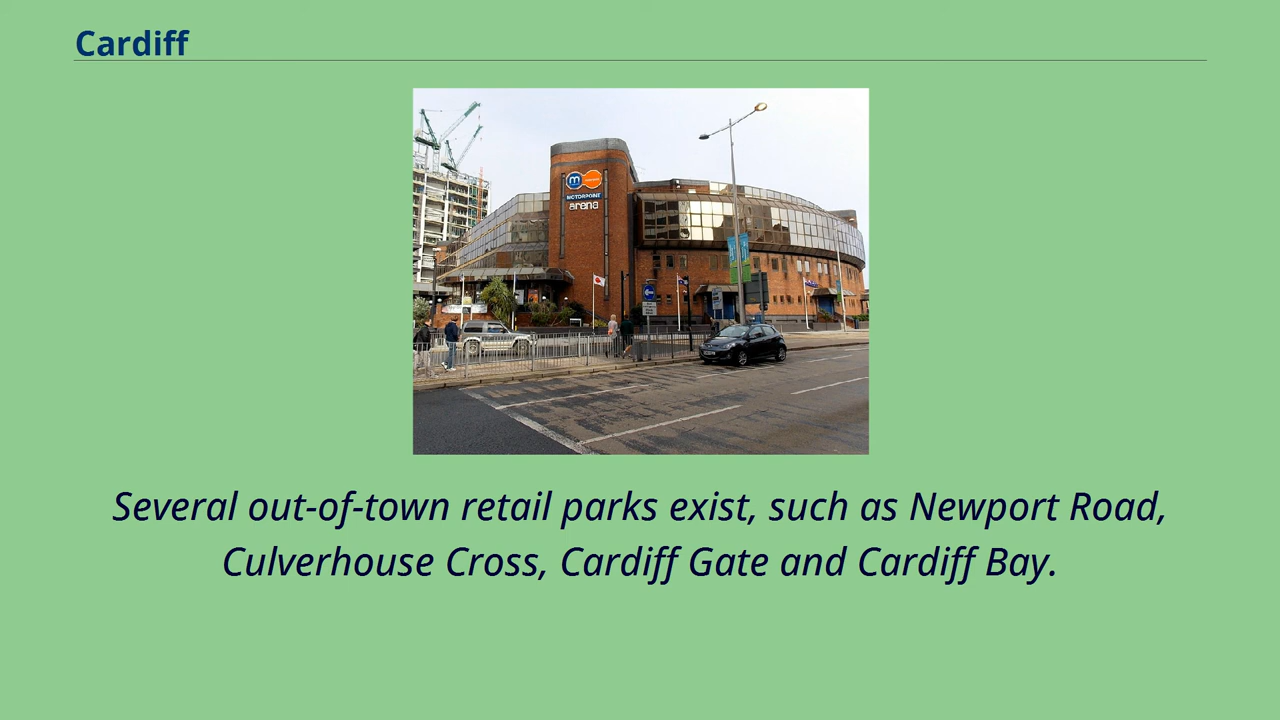 Cardiff
m
MOTORPOINT
arena
Several out-of-town retail parks exist, such as Newport Road,
Culverhouse Cross, Cardiff Gate and Cardiff Bay.